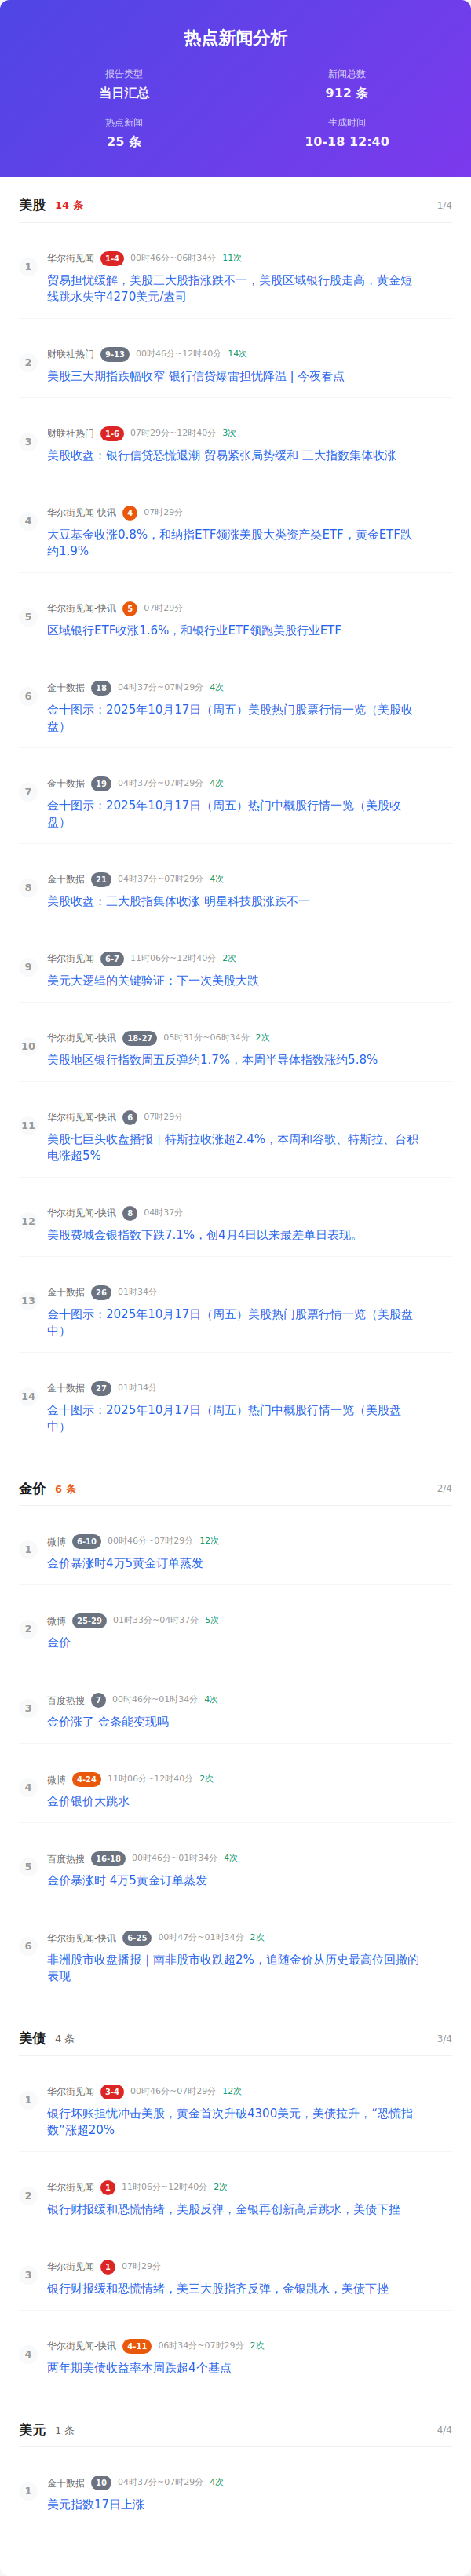 热点新闻分析
报告类型
新闻总数
当日汇总
912 条
热点新闻
生成时间
25 条
10-18 12:40
美股 14 条 1/4
1
华尔街见闻 1-4 00时46分~06时34分 11次
贸易担忧缓解，美股三大股指涨跌不一，美股区域银行股走高，黄金短
线跳水失守4270美元/盎司
2
财联社热门 9-13 00时46分~12时40分 14次
美股三大期指跌幅收窄 银行信贷爆雷担忧降温 | 今夜看点
3
财联社热门 1-6 07时29分~12时40分 3次
美股收盘：银行信贷恐慌退潮 贸易紧张局势缓和 三大指数集体收涨
4
华尔街见闻-快讯 4 07时29分
大豆基金收涨0.8%，和纳指ETF领涨美股大类资产类ETF，黄金ETF跌
约1.9%
5
华尔街见闻-快讯 5 07时29分
区域银行ETF收涨1.6%，和银行业ETF领跑美股行业ETF
6
金十数据 18 04时37分~07时29分 4次
金十图示：2025年10月17日（周五）美股热门股票行情一览（美股收
盘）
7
金十数据 19 04时37分~07时29分 4次
金十图示：2025年10月17日（周五）热门中概股行情一览（美股收
盘）
8
金十数据 21 04时37分~07时29分 4次
美股收盘：三大股指集体收涨 明星科技股涨跌不一
9
华尔街见闻 6-7 11时06分~12时40分 2次
美元大逻辑的关键验证：下一次美股大跌
10
华尔街见闻-快讯 18-27 05时31分~06时34分 2次
美股地区银行指数周五反弹约1.7%，本周半导体指数涨约5.8%
11
华尔街见闻-快讯 6 07时29分
美股七巨头收盘播报｜特斯拉收涨超2.4%，本周和谷歌、特斯拉、台积
电涨超5%
12
华尔街见闻-快讯 8 04时37分
美股费城金银指数下跌7.1%，创4月4日以来最差单日表现。
13
金十数据 26 01时34分
金十图示：2025年10月17日（周五）美股热门股票行情一览（美股盘
中）
14
金十数据 27 01时34分
金十图示：2025年10月17日（周五）热门中概股行情一览（美股盘
中）
金价 6 条 2/4
1
微博 6-10 00时46分~07时29分 12次
金价暴涨时4万5黄金订单蒸发
2
微博 25-29 01时33分~04时37分 5次
金价
3
百度热搜 7 00时46分~01时34分 4次
金价涨了 金条能变现吗
4
微博 4-24 11时06分~12时40分 2次
金价银价大跳水
5
百度热搜 16-18 00时46分~01时34分 4次
金价暴涨时 4万5黄金订单蒸发
6
华尔街见闻-快讯 6-25 00时47分~01时34分 2次
非洲股市收盘播报｜南非股市收跌超2%，追随金价从历史最高位回撤的
表现
美债 4 条 3/4
1
华尔街见闻 3-4 00时46分~07时29分 12次
银行坏账担忧冲击美股，黄金首次升破4300美元，美债拉升，“恐慌指
数”涨超20%
2
华尔街见闻 1 11时06分~12时40分 2次
银行财报缓和恐慌情绪，美股反弹，金银再创新高后跳水，美债下挫
3
华尔街见闻 1 07时29分
银行财报缓和恐慌情绪，美三大股指齐反弹，金银跳水，美债下挫
4
华尔街见闻-快讯 4-11 06时34分~07时29分 2次
两年期美债收益率本周跌超4个基点
美元 1 条 4/4
1
金十数据 10 04时37分~07时29分 4次
美元指数17日上涨